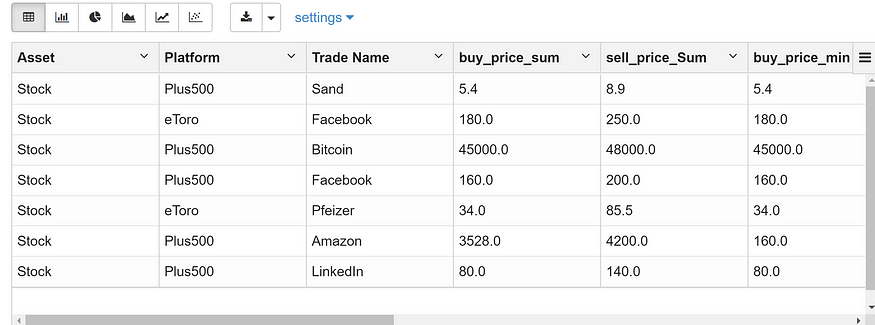 settings
Asset Platform Trade Name buy_price_sum sell_price_Sum buy_price_min
Stock Plus500 Sand 5.4 8.9 5.4
Stock eToro Facebook 180.0 250.0 180.0
Stock Plus500 Bitcoin 45000.0 48000.0 45000.0
Stock Plus500 Facebook 160.0 200.0 160.0
Stock eToro Pfeizer 34.0 85.5 34.0
Stock Plus500 Amazon 3528.0 4200.0 160.0
Stock Plus500 LinkedIn 80.0 140.0 80.0